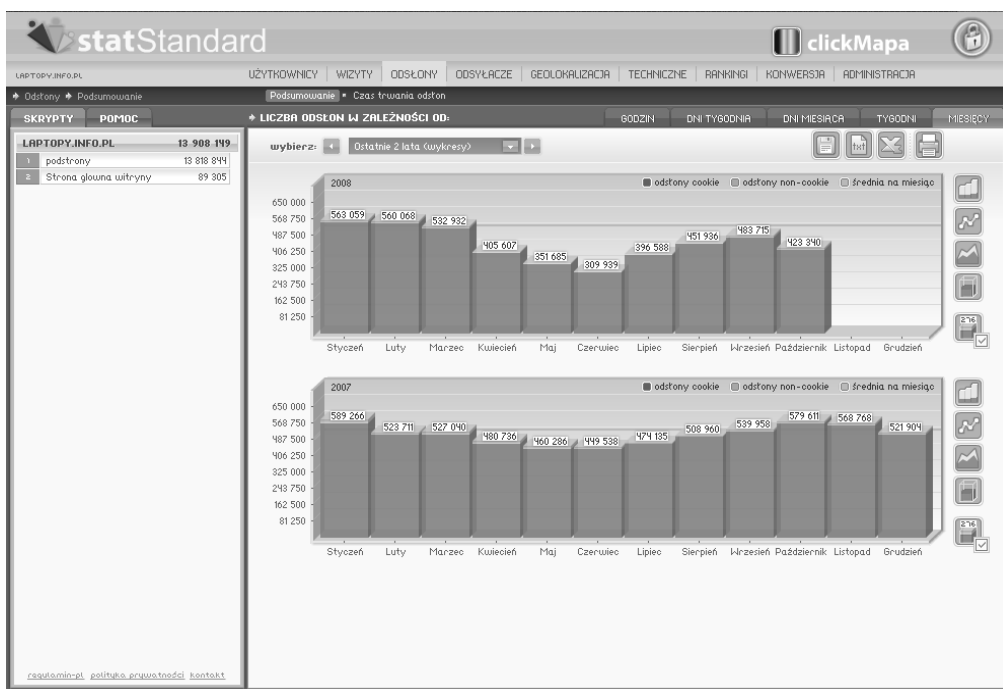 statStandard
clickMapa
LAPTOPY.INFO.PL
UŻYTKOWNICY WIZYTY ODSŁONY ODSYŁACZE GEOLOKALIZACJA TECHNICZNE RANKINGI KONWERSJA ADMINISTRACJA
Odsłony Podsumowanie
Podsumowanie • Czas trwania odsłon
SKRYPTY POMOC
LICZBA ODSŁON W ZALEŻNOŚCI OD:
GODZIN DNI TYGODNIA DNI MIESIĄCA TYGODNI MIESIĘCY
LAPTOPY.INFO.PL 13 908 149
1 podstrony 13 818 844
2 Strona glowna witryny 89 305
wybierz: Ostatnie 2 lata (wykresy)
txt
2008
odsłony cookie odsłony non-cookie średnia na miesiąc
650 000
568 750
487 500
406 250
325 000
243 750
162 500
81 250
563 059 560 068 532 932 405 607 351 685 309 939 396 588 451 936 483 715 423 340
Styczeń Luty Marzec Kwiecień Maj Czerwiec Lipiec Sierpień Wrzesień Październik Listopad Grudzień
276
2007
odsłony cookie odsłony non-cookie średnia na miesiąc
650 000
568 750
487 500
406 250
325 000
243 750
162 500
81 250
589 266 523 711 527 040 480 736 460 286 449 538 474 135 508 960 539 958 579 611 568 768 521 904
Styczeń Luty Marzec Kwiecień Maj Czerwiec Lipiec Sierpień Wrzesień Październik Listopad Grudzień
276
regulamin-pl polityka prywatności kontakt